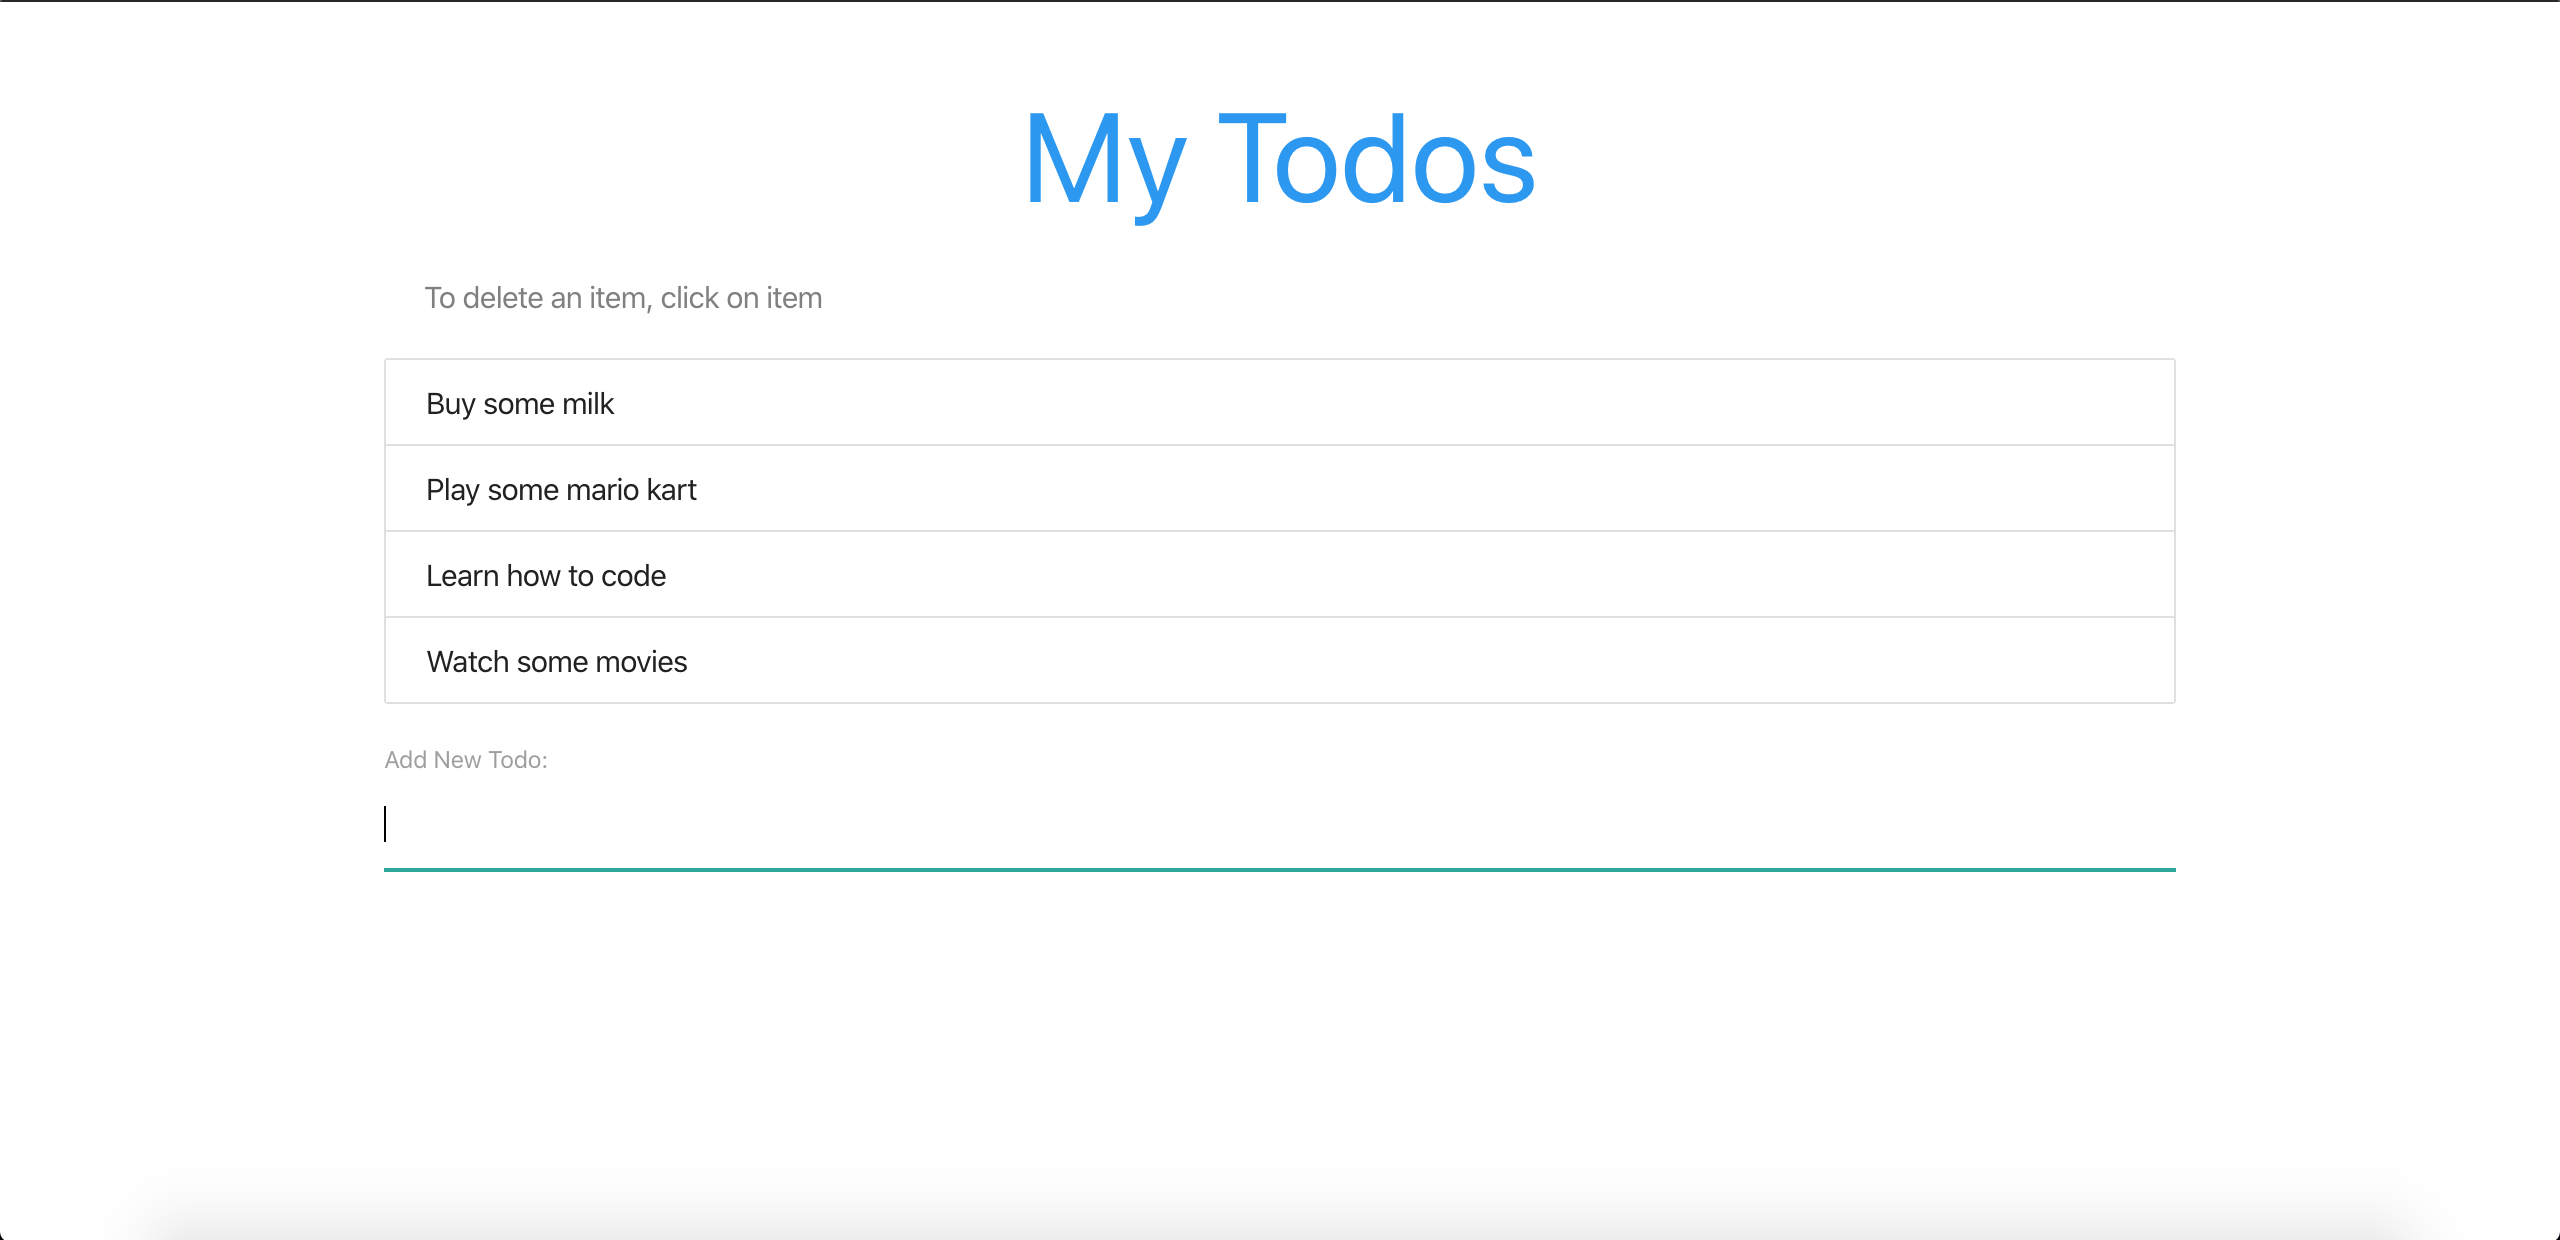 My Todos
To delete an item, click on item
Buy some milk
Play some mario kart
Learn how to code
Watch some movies
Add New Todo: